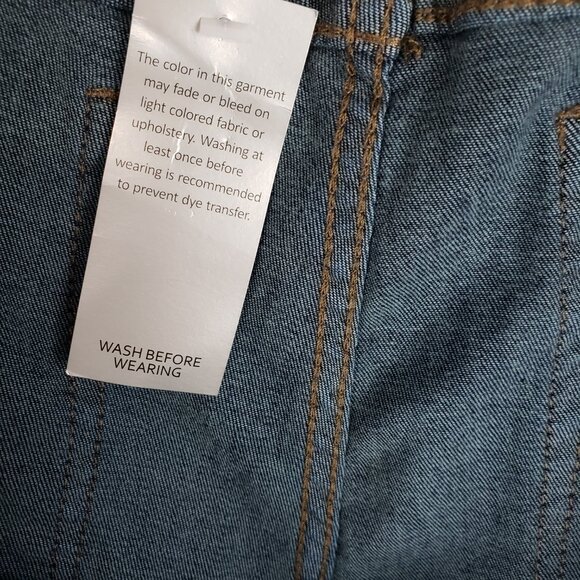 The color in this garment
may fade or bleed on
light colored fabric or
upholstery. Washing at
least once before
wearing is recommended
to prevent dye transfer.
WASH BEFORE
WEARING